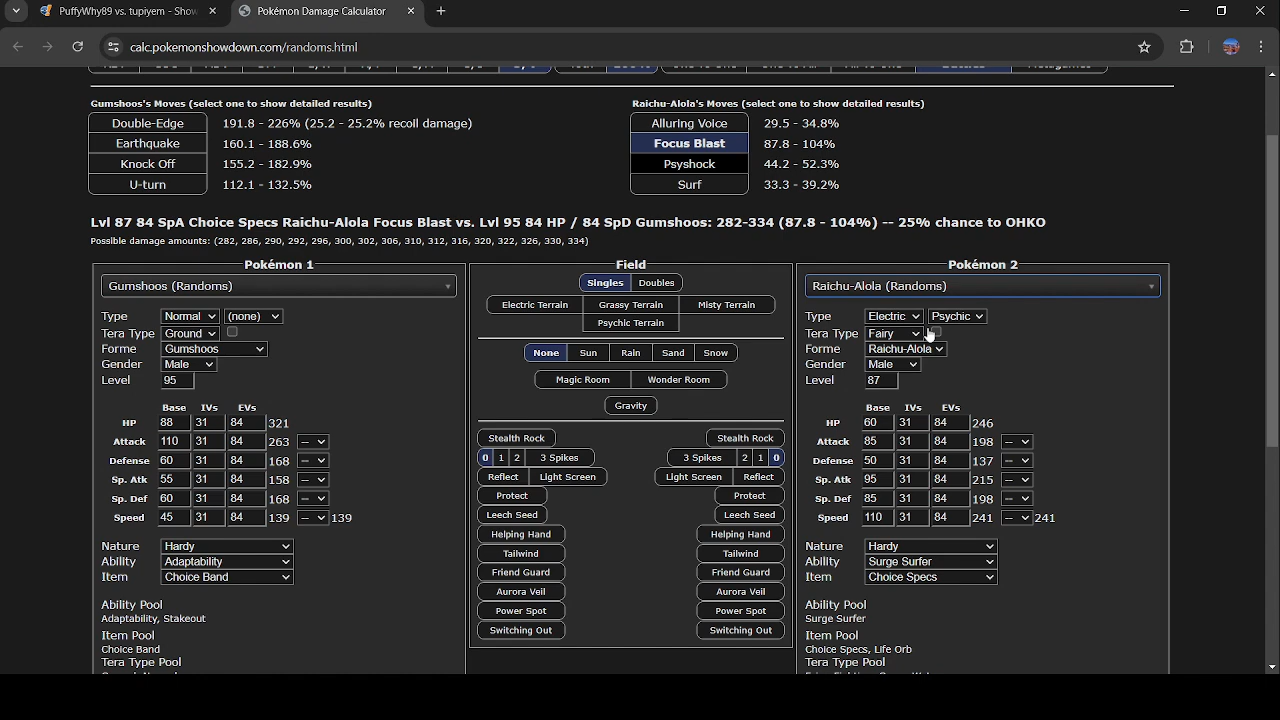 PuffyWhy89 vs. tupiyem - Show
Pokémon Damage Calculator
calc.pokemonshowdown.com/randoms.html
Gumshoos's Moves (select one to show detailed results)
Double-Edge 191.8 - 226% (25.2 - 25.2% recoil damage)
Earthquake 160.1 - 188.6%
Knock Off 155.2 - 182.9%
U-turn 112.1 - 132.5%
Raichu-Alola's Moves (select one to show detailed results)
Alluring Voice 29.5 - 34.8%
Focus Blast 87.8 - 104%
Psyshock 44.2 - 52.3%
Surf 33.3 - 39.2%
Lvl 87 84 SpA Choice Specs Raichu-Alola Focus Blast vs. Lvl 95 84 HP / 84 SpD Gumshoos: 282-334 (87.8 - 104%) -- 25% chance to OHKO
Possible damage amounts: (282, 286, 290, 292, 296, 300, 302, 306, 310, 312, 316, 320, 322, 326, 330, 334)
Pokémon 1
Gumshoos (Randoms)
Type Normal (none)
Tera Type Ground
Forme Gumshoos
Gender Male
Level 95
Base IVs EVs
HP 88 31 84 321
Attack 110 31 84 263 --
Defense 60 31 84 168 --
Sp. Atk 55 31 84 158 --
Sp. Def 60 31 84 168 --
Speed 45 31 84 139 -- 139
Nature Hardy
Ability Adaptability
Item Choice Band
Ability Pool
Adaptability, Stakeout
Item Pool
Choice Band
Tera Type Pool
Field
Singles Doubles
Electric Terrain Grassy Terrain Misty Terrain
Psychic Terrain
None Sun Rain Sand Snow
Magic Room Wonder Room
Gravity
Stealth Rock Stealth Rock
0 1 2 3 Spikes 3 Spikes 2 1 0
Reflect Light Screen Light Screen Reflect
Protect Protect
Leech Seed Leech Seed
Helping Hand Helping Hand
Tailwind Tailwind
Friend Guard Friend Guard
Aurora Veil Aurora Veil
Power Spot Power Spot
Switching Out Switching Out
Pokémon 2
Raichu-Alola (Randoms)
Type Electric Psychic
Tera Type Fairy
Forme Raichu-Alola
Gender Male
Level 87
Base IVs EVs
HP 60 31 84 246
Attack 85 31 84 198 --
Defense 50 31 84 137 --
Sp. Atk 95 31 84 215 --
Sp. Def 85 31 84 198 --
Speed 110 31 84 241 -- 241
Nature Hardy
Ability Surge Surfer
Item Choice Specs
Ability Pool
Surge Surfer
Item Pool
Choice Specs, Life Orb
Tera Type Pool